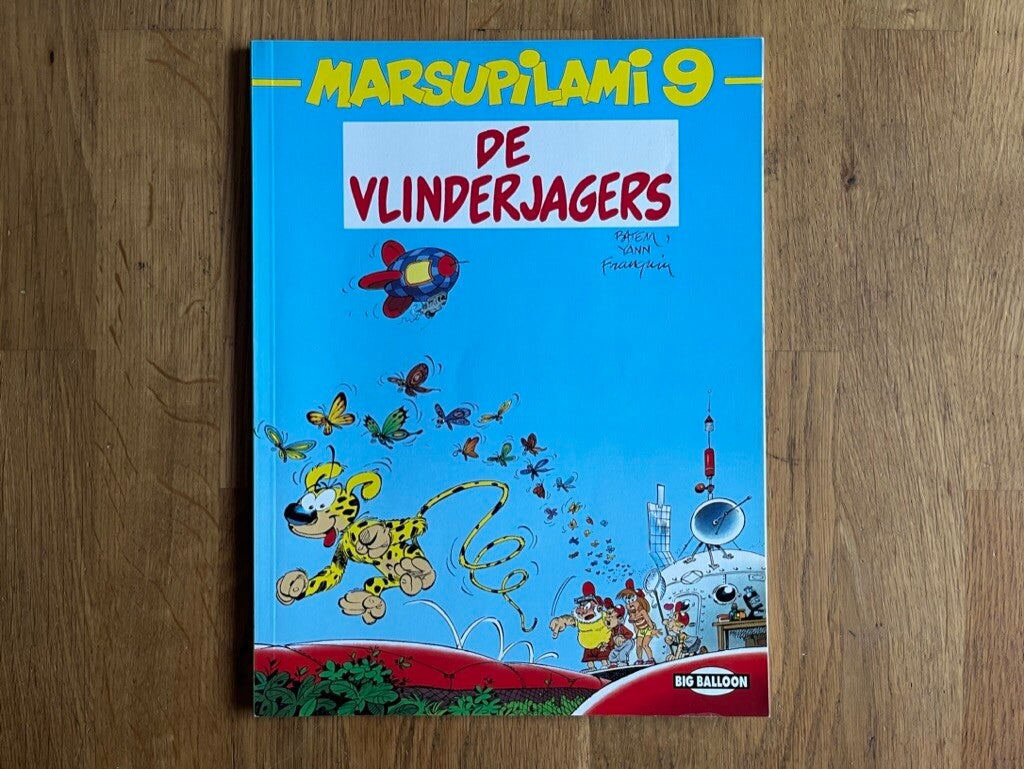 MARSUPiLAMi 9
DE
VLINDERJAGERS
BATEM,
YANN
Franquin
BIG BALLOON